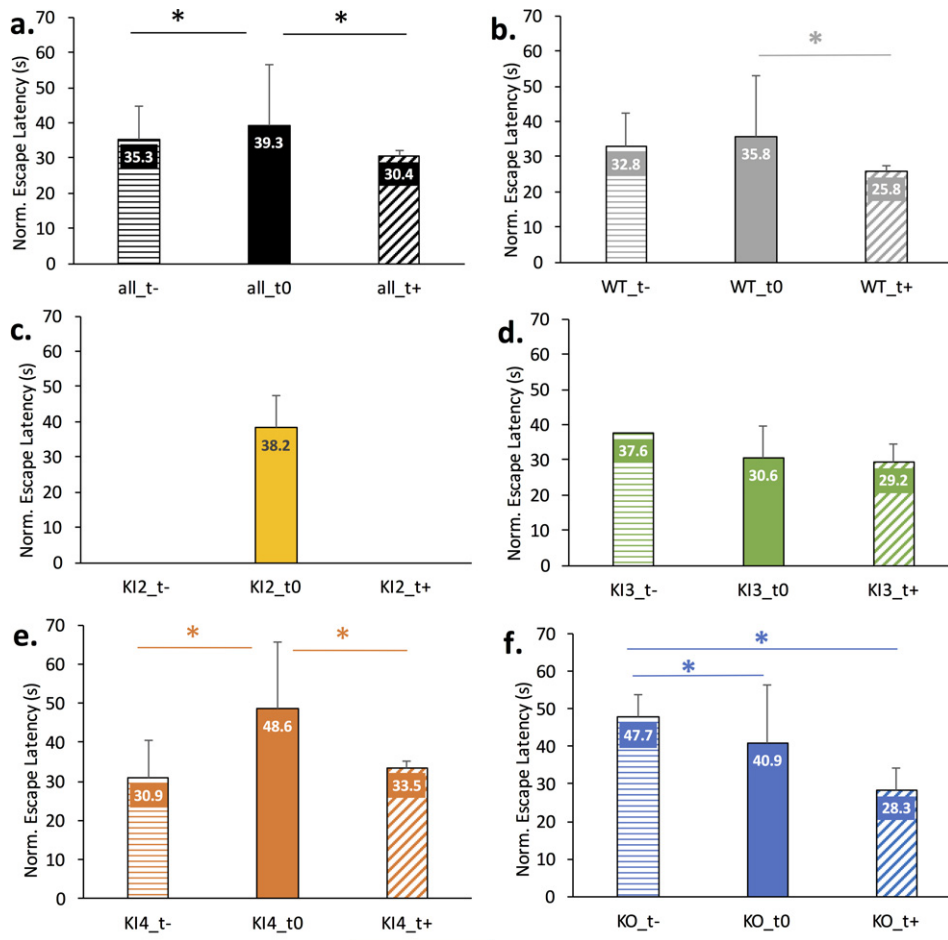 a.
Norm. Escape Latency (s)
70
60
50
40
30
20
10
0
*
*
35.3
39.3
30.4
all_t-
all_t0
all_t+
b.
Norm. Escape Latency (s)
70
60
50
40
30
20
10
0
*
32.8
35.8
25.8
WT_t-
WT_t0
WT_t+
c.
Norm. Escape Latency (s)
70
60
50
40
30
20
10
0
38.2
KI2_t-
KI2_t0
KI2_t+
d.
Norm. Escape Latency (s)
70
60
50
40
30
20
10
0
37.6
30.6
29.2
KI3_t-
KI3_t0
KI3_t+
e.
Norm. Escape Latency (s)
70
60
50
40
30
20
10
0
*
*
30.9
48.6
33.5
KI4_t-
KI4_t0
KI4_t+
f.
Norm. Escape Latency (s)
70
60
50
40
30
20
10
0
*
*
47.7
40.9
28.3
KO_t-
KO_t0
KO_t+